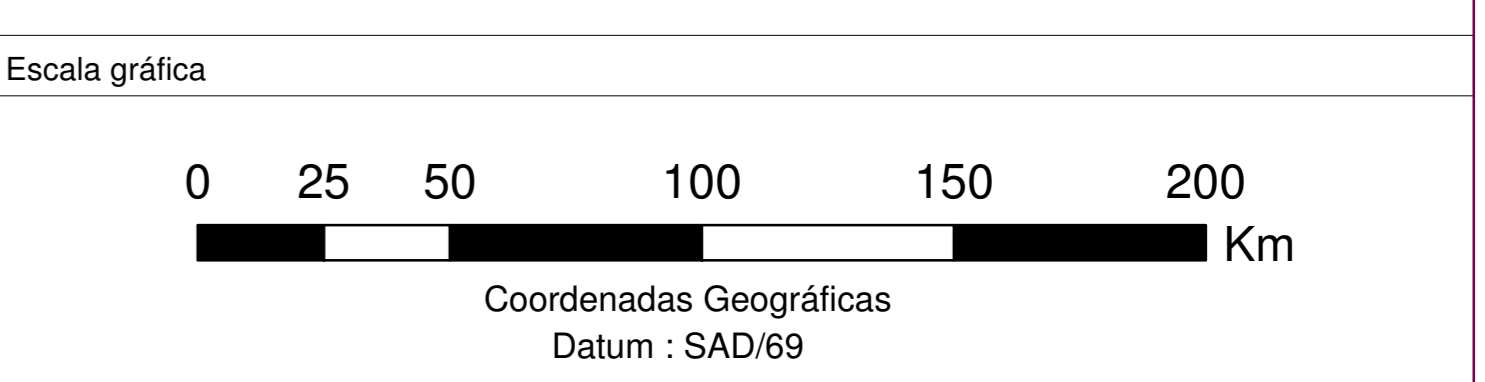 Escala gráfica
0 25 50 100 150 200
Km
Coordenadas Geográficas
Datum : SAD/69